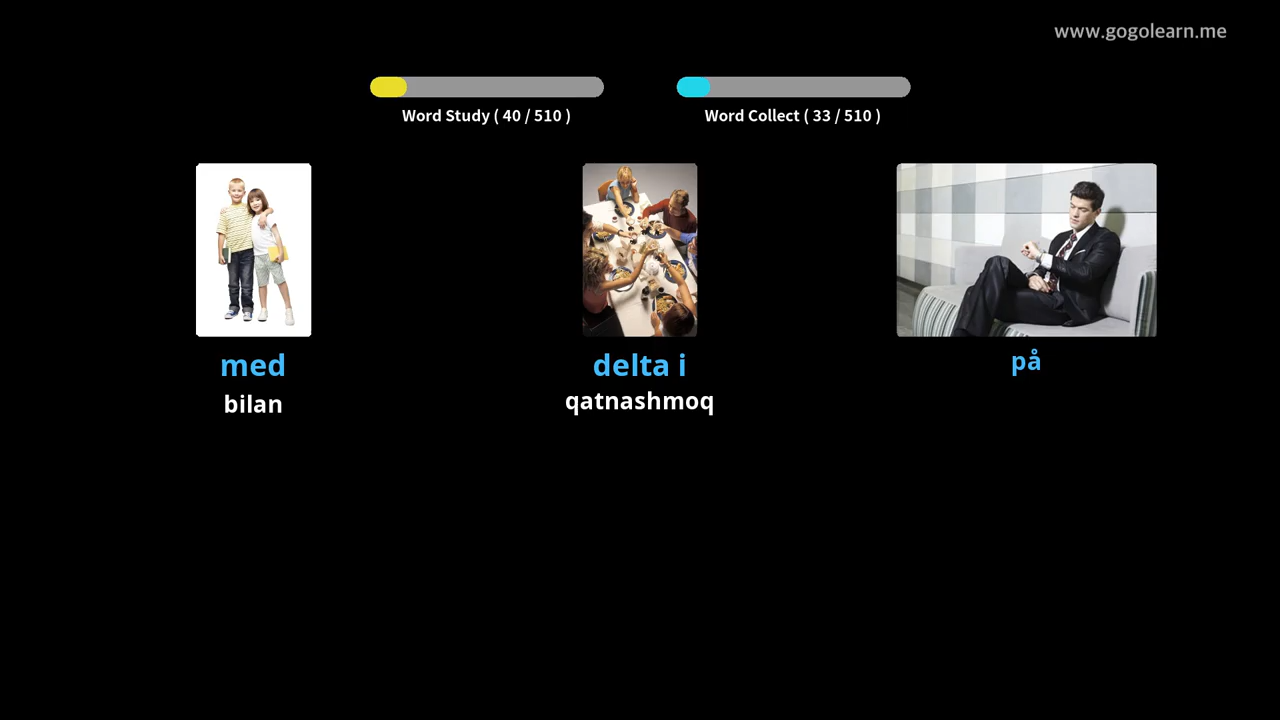 www.gogolearn.me
Word Study ( 40 / 510 )
Word Collect ( 33 / 510 )
med
bilan
delta i
qatnashmoq
på